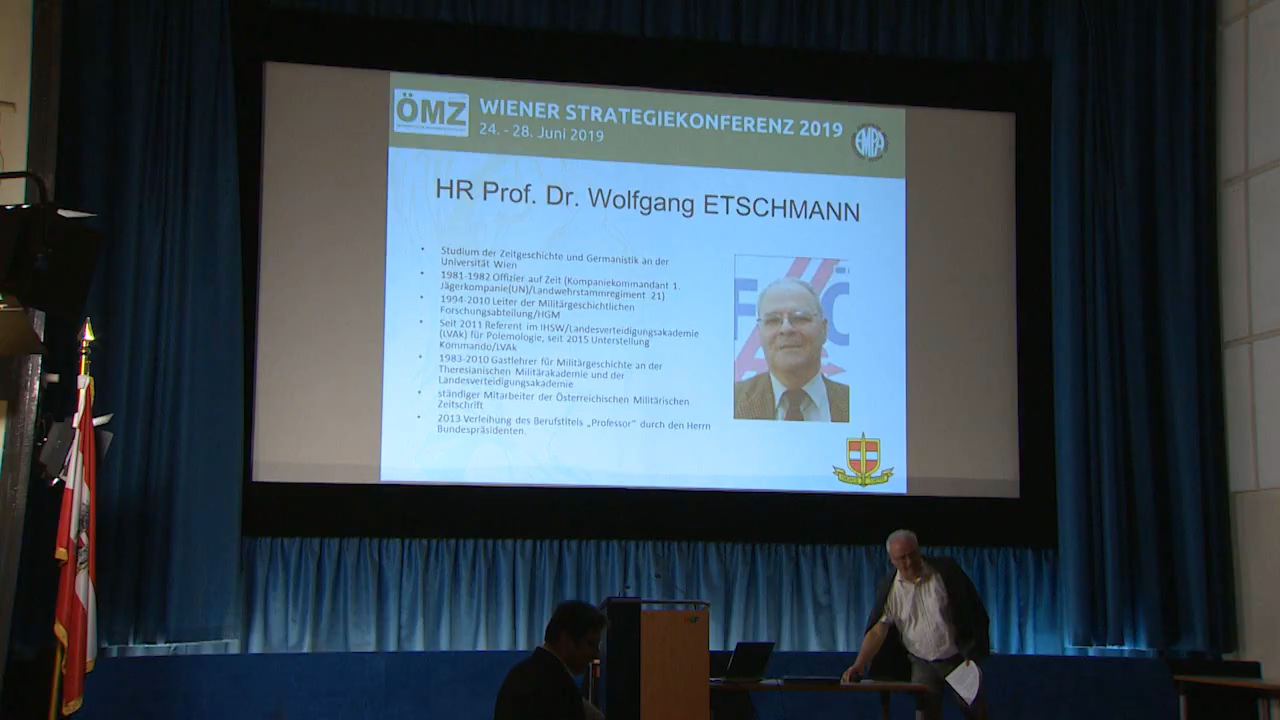 ÖMZ
WIENER STRATEGIEKONFERENZ 2019
24. - 28. Juni 2019
EMPA
HR Prof. Dr. Wolfgang ETSCHMANN
• Studium der Zeitgeschichte und Germanistik an der
Universität Wien
• 1981-1982 Offizier auf Zeit (Kompaniekommandant 1.
Jägerkompanie(UN)/Landwehrstammregiment 21)
• 1994-2010 Leiter der Militärgeschichtlichen
Forschungsabteilung/HGM
• Seit 2011 Referent im IHSW/Landesverteidigungsakademie
(LVAk) für Polemologie, seit 2015 Unterstellung
Kommando/LVAk
• 1983-2010 Gastlehrer für Militärgeschichte an der
Theresianischen Militärakademie und der
Landesverteidigungsakademie
• ständiger Mitarbeiter der Österreichischen Militärischen
Zeitschrift
• 2013 Verleihung des Berufstitels „Professor" durch den Herrn
Bundespräsidenten.